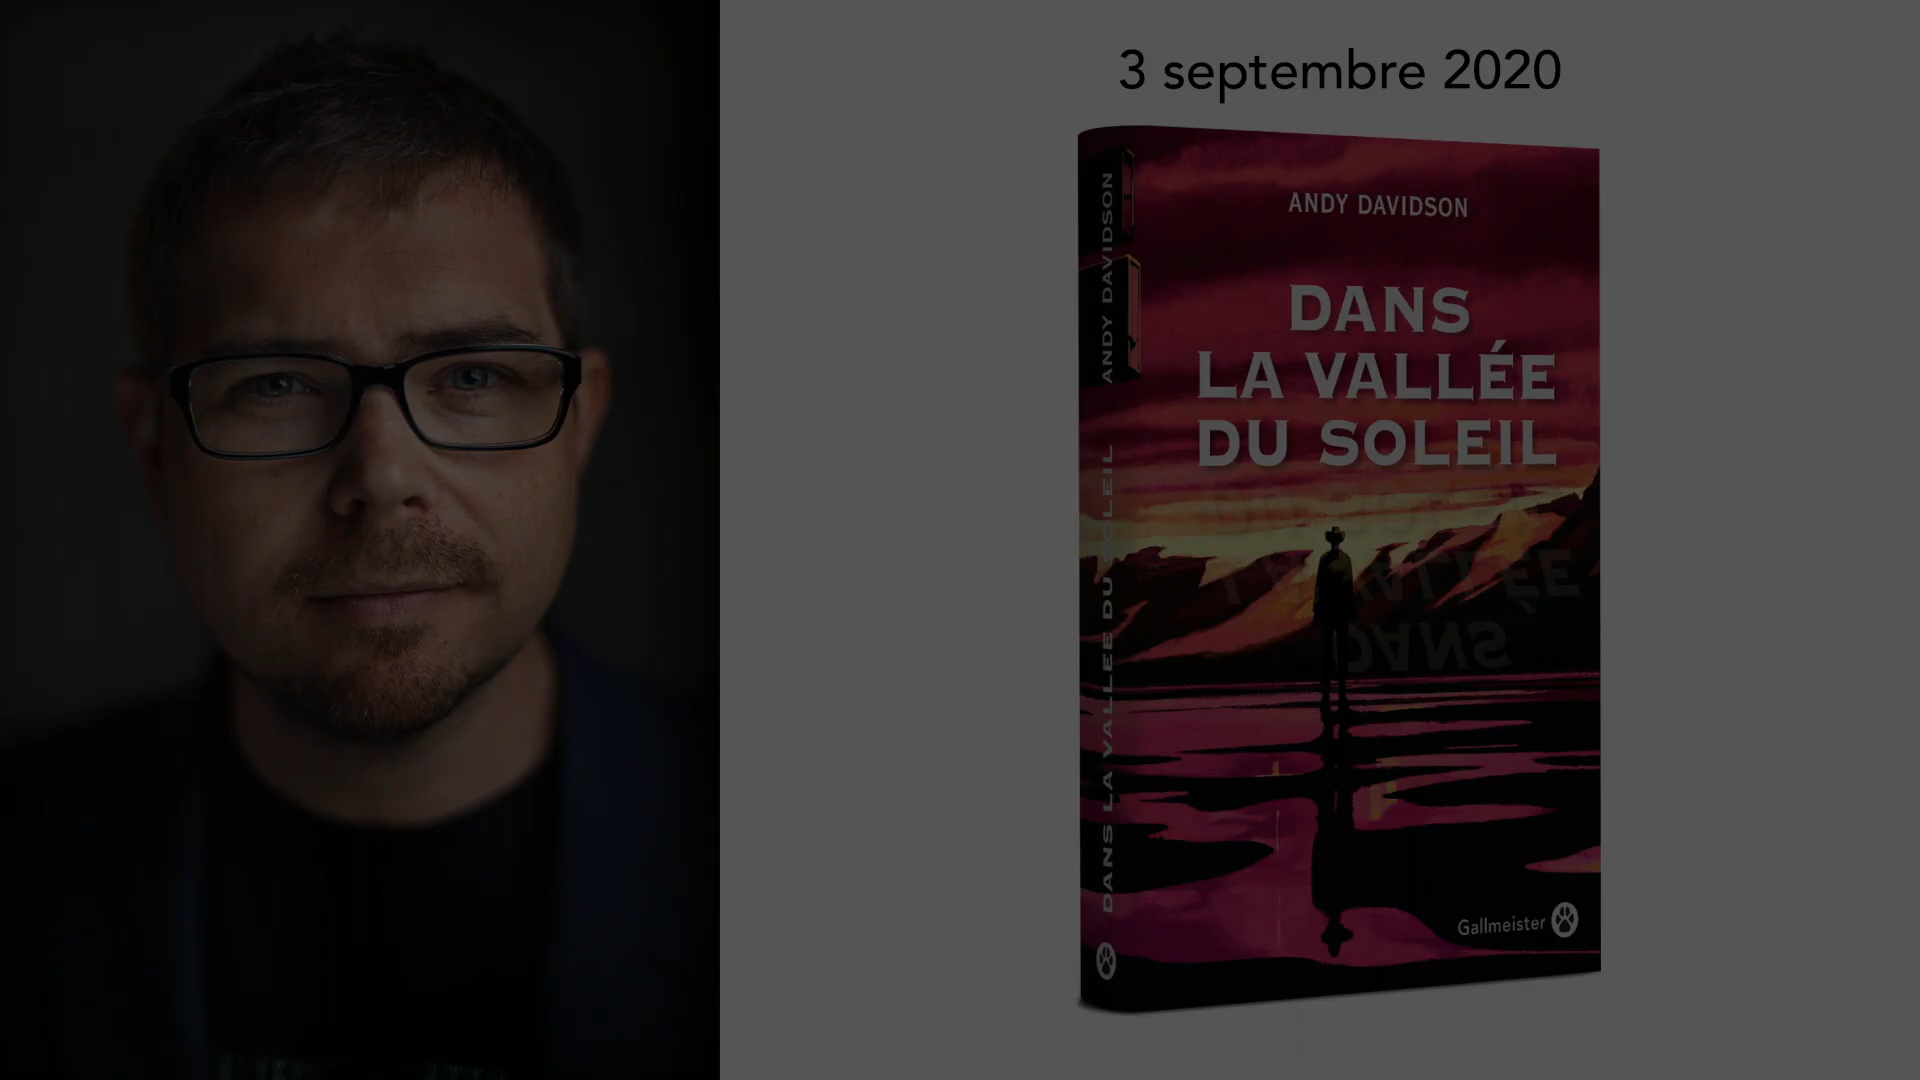 3 septembre 2020
ANDY DAVIDSON
DANS
LA VALLÉE
DU SOLEIL
Gallmeister
DANS LA VALLÉE DU SOLEIL ANDY DAVIDSON